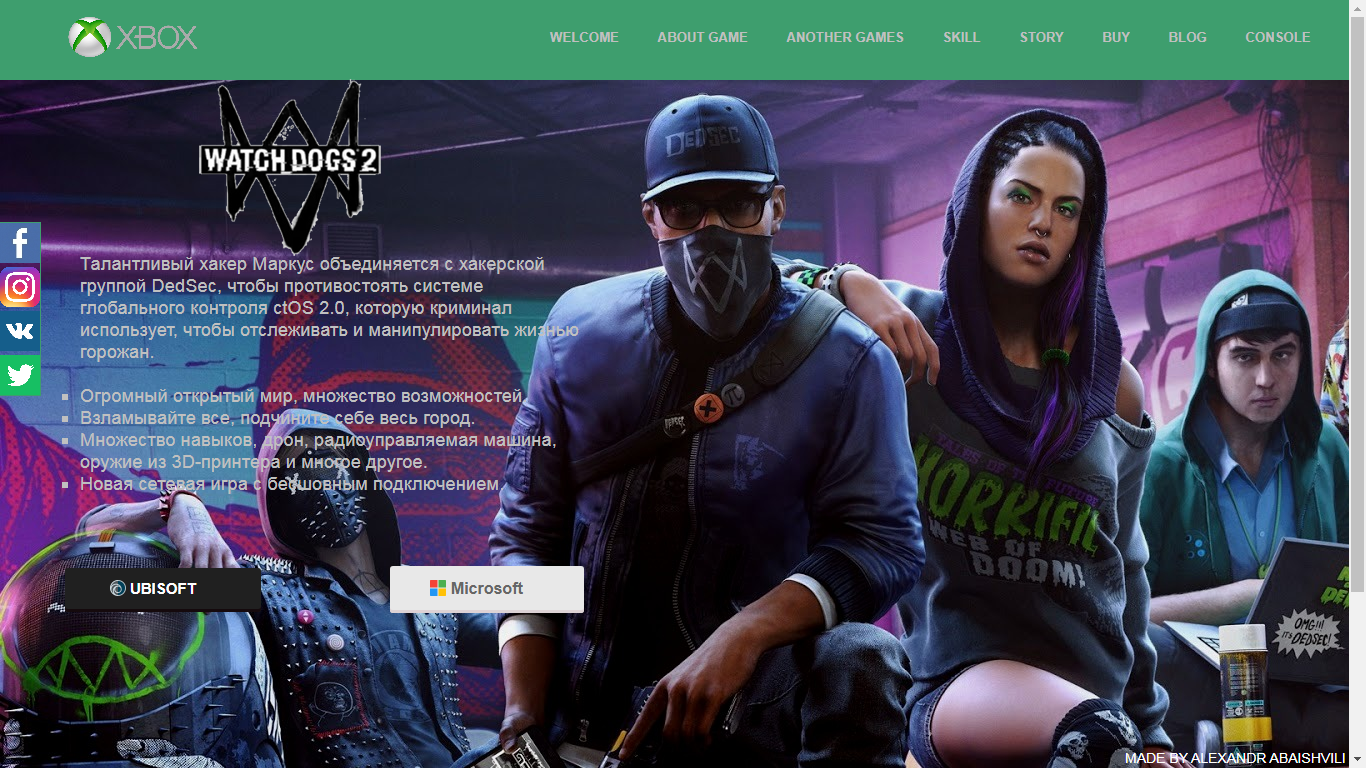 XBOX
WELCOME ABOUT GAME ANOTHER GAMES SKILL STORY BUY BLOG CONSOLE
WATCH DOGS 2
DEDSEC
Талантливый хакер Маркус объединяется с хакерской
группой DedSec, чтобы противостоять системе
глобального контроля ctOS 2.0, которую криминал
использует, чтобы отслеживать и манипулировать жизнью
горожан.
Огромный открытый мир, множество возможностей.
Взламывайте все, подчините себе весь город.
Множество навыков, дрон, радиоуправляемая машина,
оружие из 3D-принтера и многое другое.
Новая сетевая игра с бесшовным подключением.
UBISOFT
Microsoft
TALES OF
FUTURE
HORRIFIC
WEB OF
DOOM!
OMG!!!
IT'S DEDSEC!
MADE BY ALEXANDR ABAISHVILI